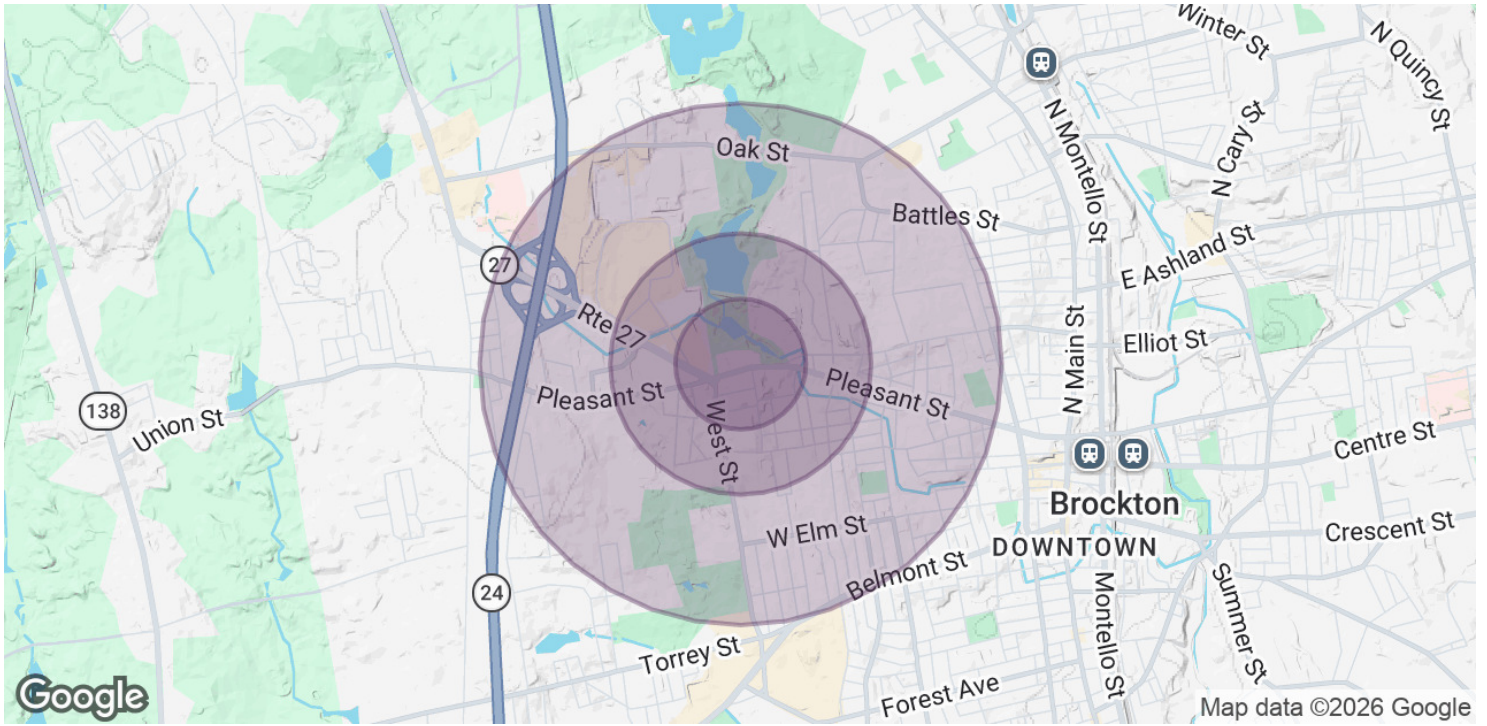 Winter St
N Quincy St
N Montello St
N Cary St
Oak St
Battles St
E Ashland St
27
Rte 27
N Main St
Elliot St
Pleasant St
Pleasant St
138
Union St
West St
Centre St
Brockton
DOWNTOWN
W Elm St
Crescent St
Belmont St
24
Montello St
Summer St
Torrey St
Forest Ave
Google
Map data ©2026 Google